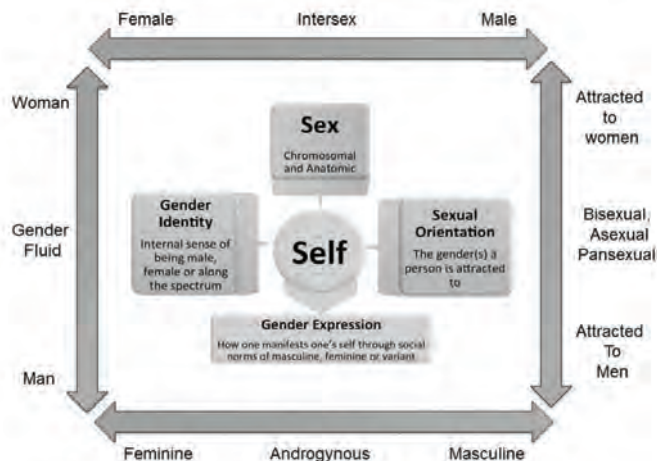 Female Intersex Male
Woman
Attracted
to
women
Sex
Chromosomal
and Anatomic
Gender
Identity
Internal sense of
being male,
female or along
the spectrum
Self
Sexual
Orientation
The gender(s) a
person is attracted
to
Gender
Fluid
Bisexual,
Asexual
Pansexual
Gender Expression
How one manifests one's self through social
norms of masculine, feminine or variant
Man
Attracted
To
Men
Feminine Androgynous Masculine